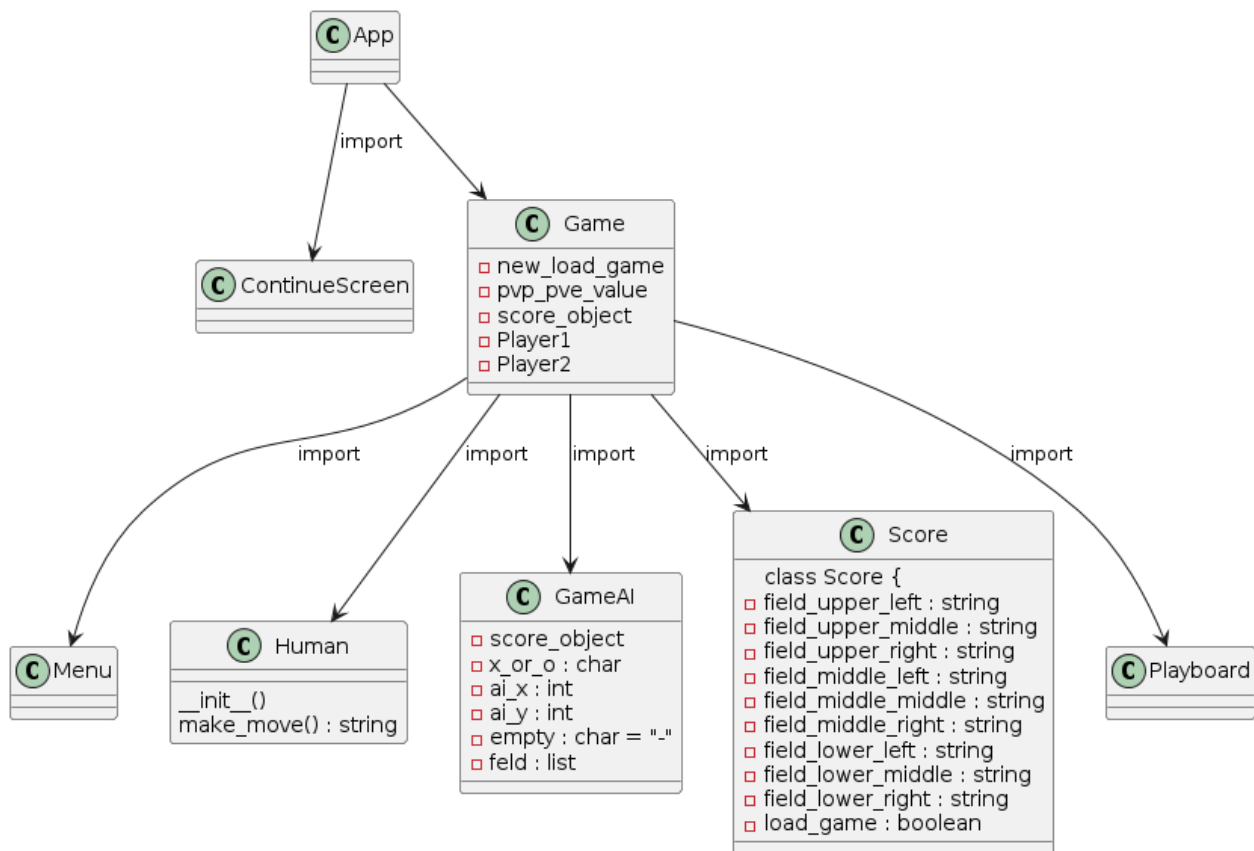 C App
import
C Game
C ContinueScreen
new_load_game
pvp_pve_value
score_object
Player1
Player2
import
import
import
import
import
C Menu
C Human
__init__()
make_move() : string
C GameAI
score_object
x_or_o : char
ai_x : int
ai_y : int
empty : char = "-"
feld : list
C Score
class Score {
field_upper_left : string
field_upper_middle : string
field_upper_right : string
field_middle_left : string
field_middle_middle : string
field_middle_right : string
field_lower_left : string
field_lower_middle : string
field_lower_right : string
load_game : boolean
C Playboard